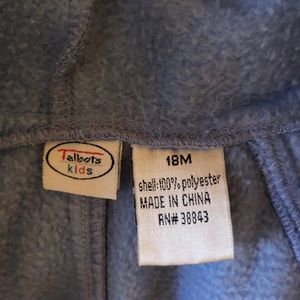 Talbots
kids
18M
shell:100% polyester
MADE IN CHINA
RN# 38843